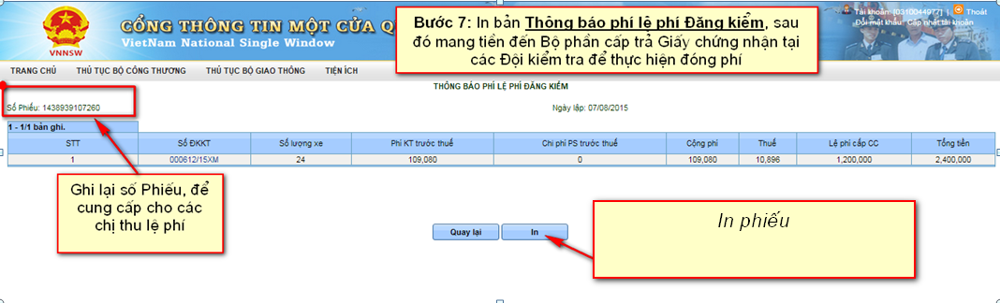 CỔNG THÔNG TIN MỘT CỬA Q
VietNam National Single Window
VNNSW
Bước 7: In bản Thông báo phí lệ phí Đăng kiểm, sau
đó mang tiền đến Bộ phần cấp trả Giấy chứng nhận tại
các Đội kiểm tra để thực hiện đóng phí
Tài khoản: (0310044977) | Thoát
Đổi mật khẩu Cập nhật tài khoản
TRANG CHỦ THỦ TỤC BỘ CÔNG THƯƠNG THỦ TỤC BỘ GIAO THÔNG TIỆN ÍCH
THÔNG BÁO PHÍ LỆ PHÍ ĐĂNG KIỂM
Số Phiếu: 1438939107260 Ngày lập: 07/08/2015
1 - 1/1 bản ghi.
STT Số ĐKKT Số lượng xe Phí KT trước thuế Chi phí PS trước thuế Cộng phí Thuế Lệ phí cấp CC Tổng tiền
1 000612/15XM 24 109,080 0 109,080 10,896 1,200,000 2,400,000
Ghi lại số Phiếu, để
cung cấp cho các
chị thu lệ phí
Quay lại In
In phiếu